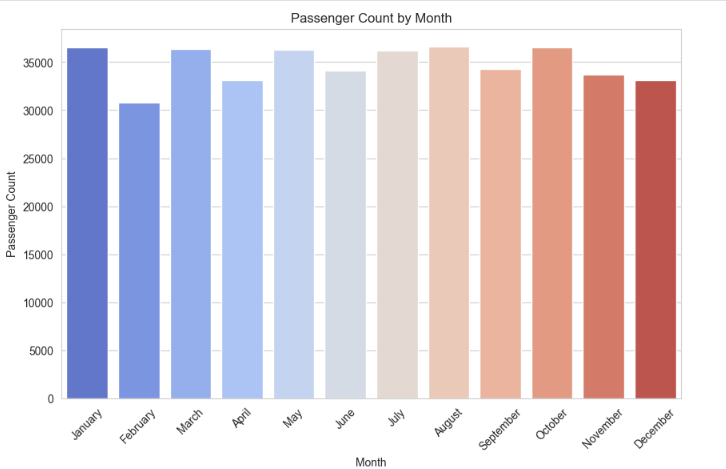 Passenger Count by Month
Passenger Count
35000
30000
25000
20000
15000
10000
5000
0
January
February
March
April
May
June
July
August
September
October
November
December
Month